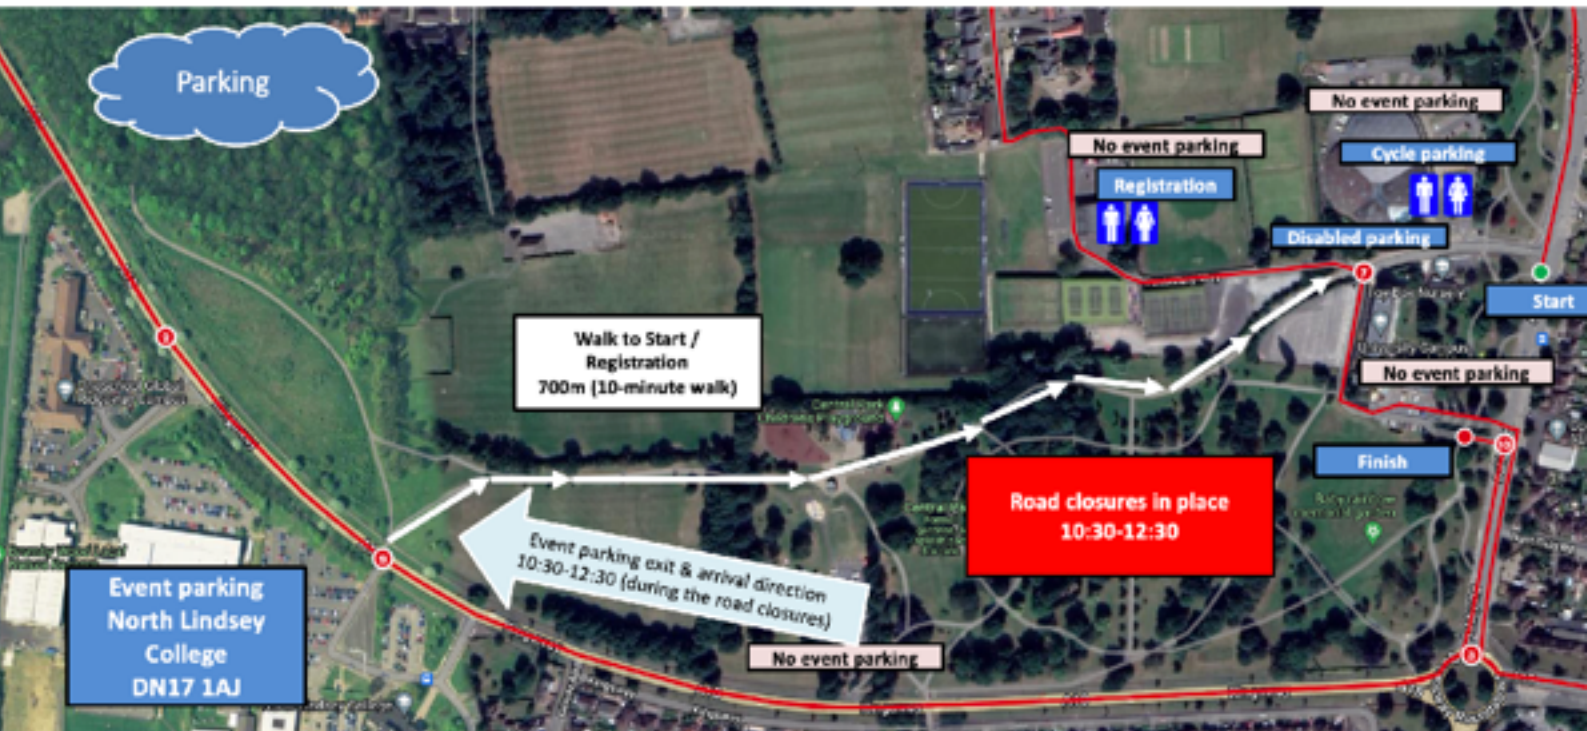 Parking
No event parking
No event parking
Cycle parking
Registration
Disabled parking
Start
Walk to Start /
Registration
700m (10-minute walk)
No event parking
Finish
Road closures in place
10:30-12:30
Event parking exit & arrival direction
10:30-12:30 (during the road closures)
Event parking
North Lindsey
College
DN17 1AJ
No event parking